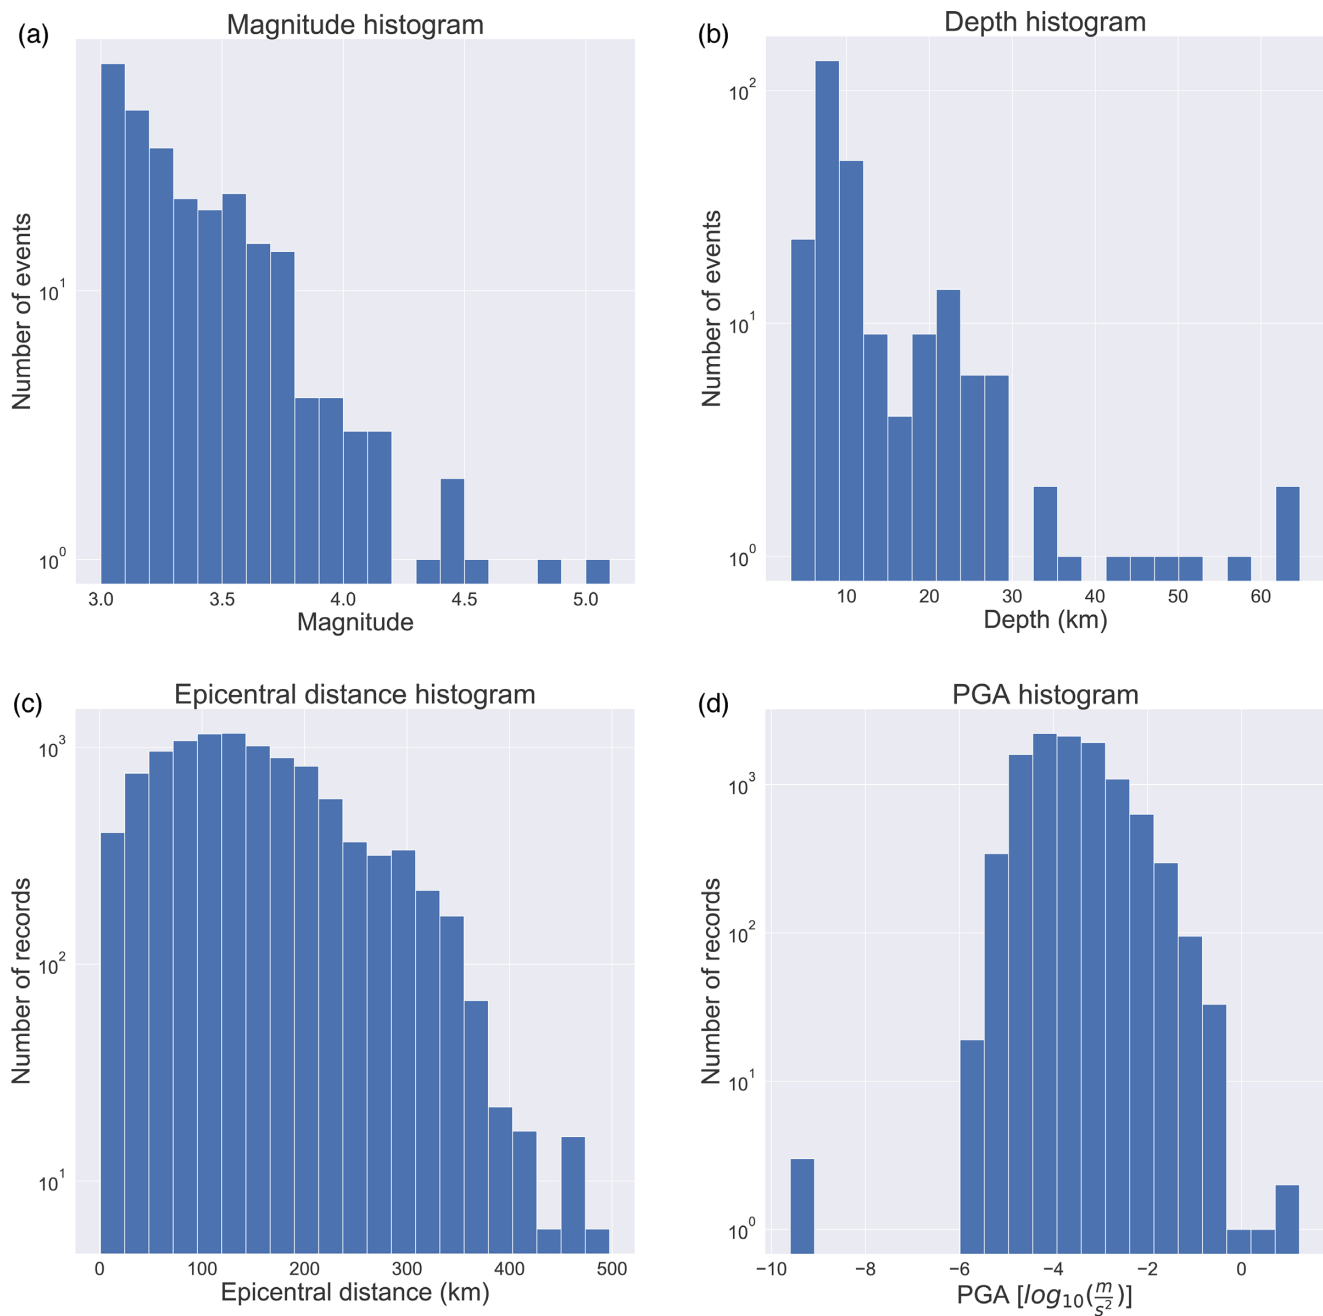 (a)
Magnitude histogram
Number of events
10^1
10^0
3.0 3.5 4.0 4.5 5.0
Magnitude
(b)
Depth histogram
Number of events
10^2
10^1
10^0
10 20 30 40 50 60
Depth (km)
(c)
Epicentral distance histogram
Number of records
10^3
10^2
10^1
0 100 200 300 400 500
Epicentral distance (km)
(d)
PGA histogram
Number of records
10^3
10^2
10^1
10^0
−10 −8 −6 −4 −2 0
PGA [log₁₀(m/s²)]